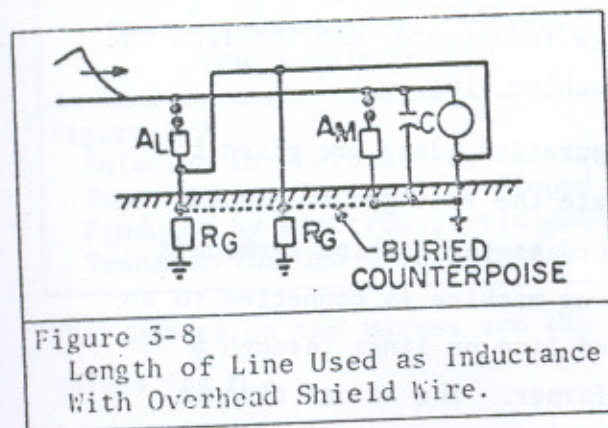 AL
AM
C
RG
RG
BURIED
COUNTERPOISE
Figure 3-8
Length of Line Used as Inductance
With Overhead Shield Wire.